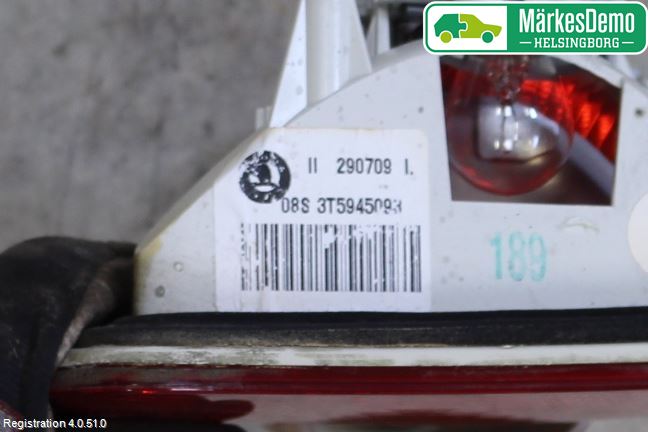 MärkesDemo
HELSINGBORG
II 290709 I.
08S 3T5945093
189
Registration 4.0.51.0